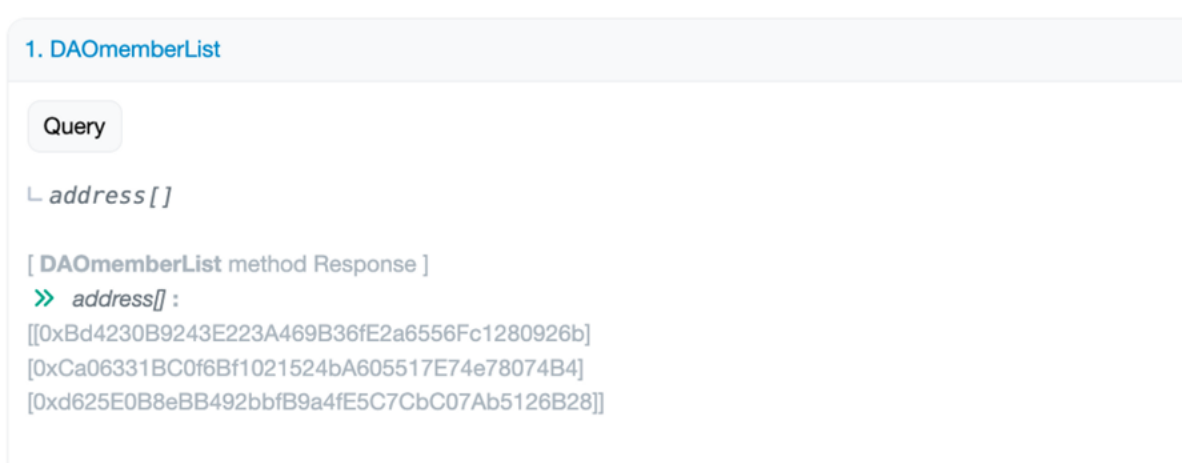 1. DAOmemberList
Query
address[]
[ DAOmemberList method Response ]
address[] :
[[0xBd4230B9243E223A469B36fE2a6556Fc1280926b]
[0xCa06331BC0f6Bf1021524bA605517E74e78074B4]
[0xd625E0B8eBB492bbfB9a4fE5C7CbC07Ab5126B28]]